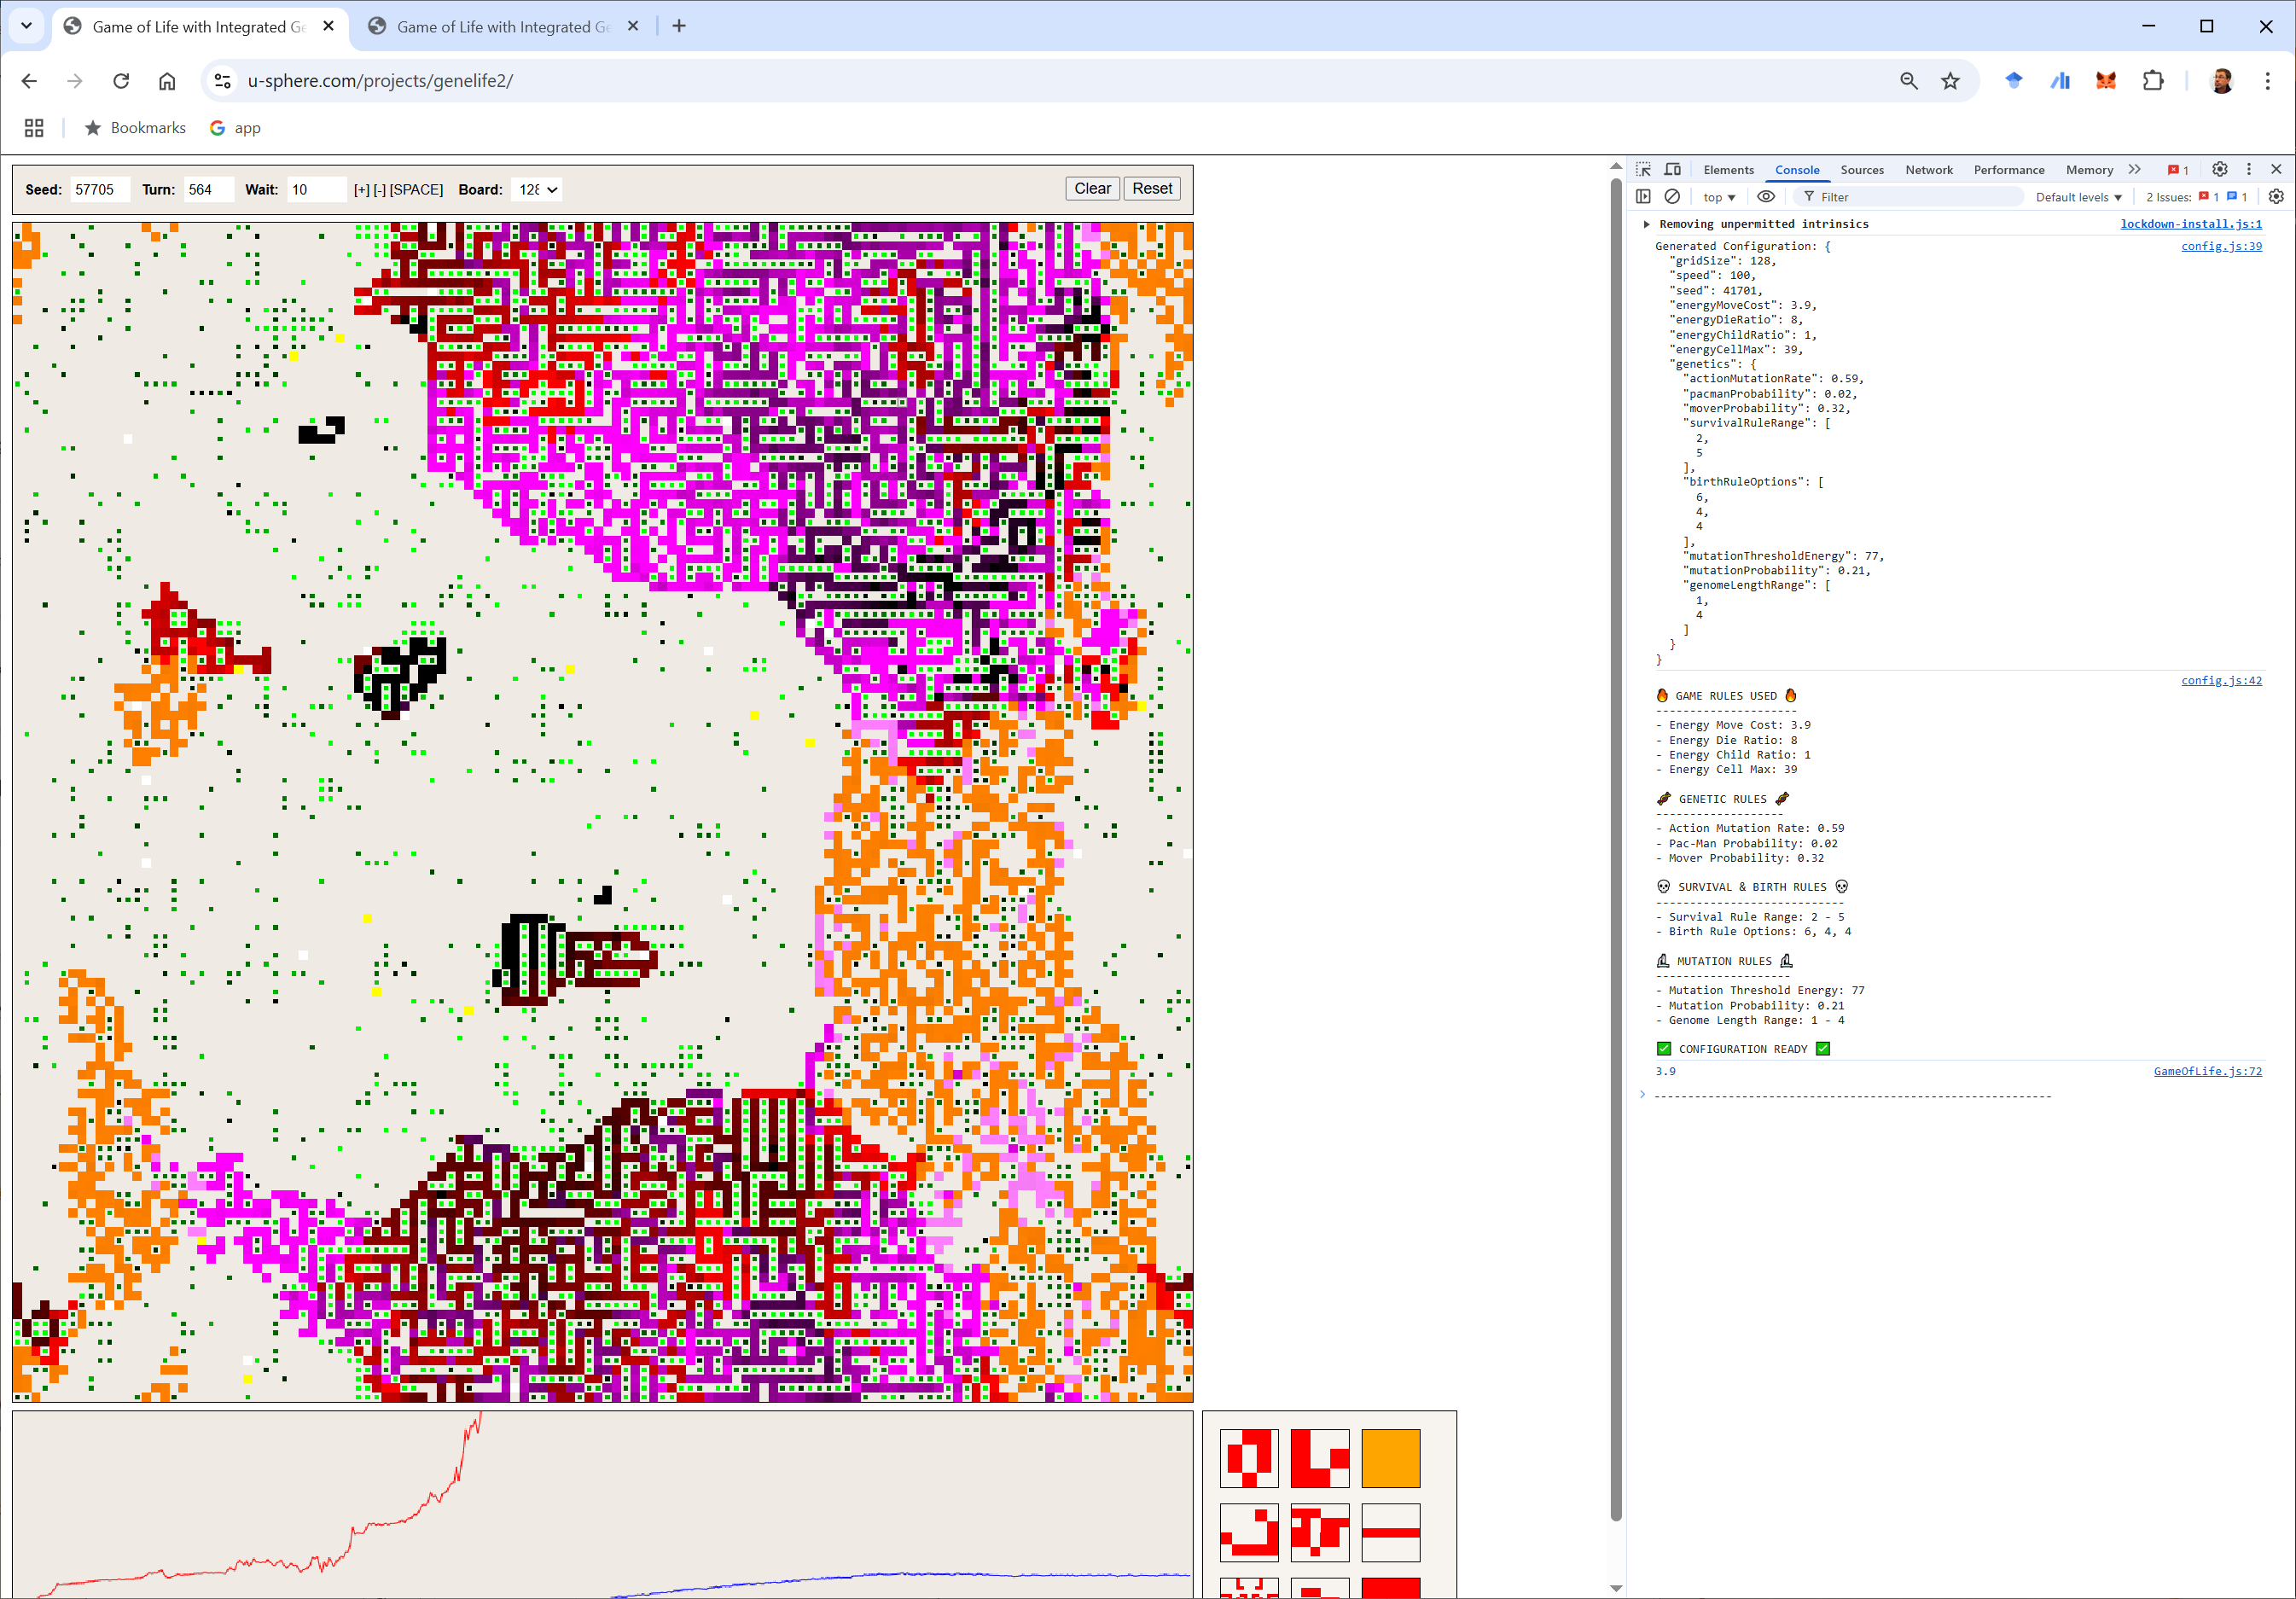 Game of Life with Integrated Ge
Game of Life with Integrated Ge
u-sphere.com/projects/genelife2/
Bookmarks
app
Seed: 57705 Turn: 564 Wait: 10 [+] [-] [SPACE] Board: 128 Clear Reset
Elements Console Sources Network Performance Memory 1
top Filter Default levels 2 Issues: 1 1
Removing unpermitted intrinsics lockdown-install.js:1
Generated Configuration: { config.js:39
"gridSize": 128,
"speed": 100,
"seed": 41701,
"energyMoveCost": 3.9,
"energyDieRatio": 8,
"energyChildRatio": 1,
"energyCellMax": 39,
"genetics": {
"actionMutationRate": 0.59,
"pacmanProbability": 0.02,
"moverProbability": 0.32,
"survivalRuleRange": [
2,
5
],
"birthRuleOptions": [
6,
4,
4
],
"mutationThresholdEnergy": 77,
"mutationProbability": 0.21,
"genomeLengthRange": [
1,
4
]
}
}
config.js:42
🔥 GAME RULES USED 🔥
---------------------
- Energy Move Cost: 3.9
- Energy Die Ratio: 8
- Energy Child Ratio: 1
- Energy Cell Max: 39
🧬 GENETIC RULES 🧬
-------------------
- Action Mutation Rate: 0.59
- Pac-Man Probability: 0.02
- Mover Probability: 0.32
💀 SURVIVAL & BIRTH RULES 💀
----------------------------
- Survival Rule Range: 2 - 5
- Birth Rule Options: 6, 4, 4
🔬 MUTATION RULES 🔬
--------------------
- Mutation Threshold Energy: 77
- Mutation Probability: 0.21
- Genome Length Range: 1 - 4
✅ CONFIGURATION READY ✅
3.9 GameOfLife.js:72
-----------------------------------------------------------